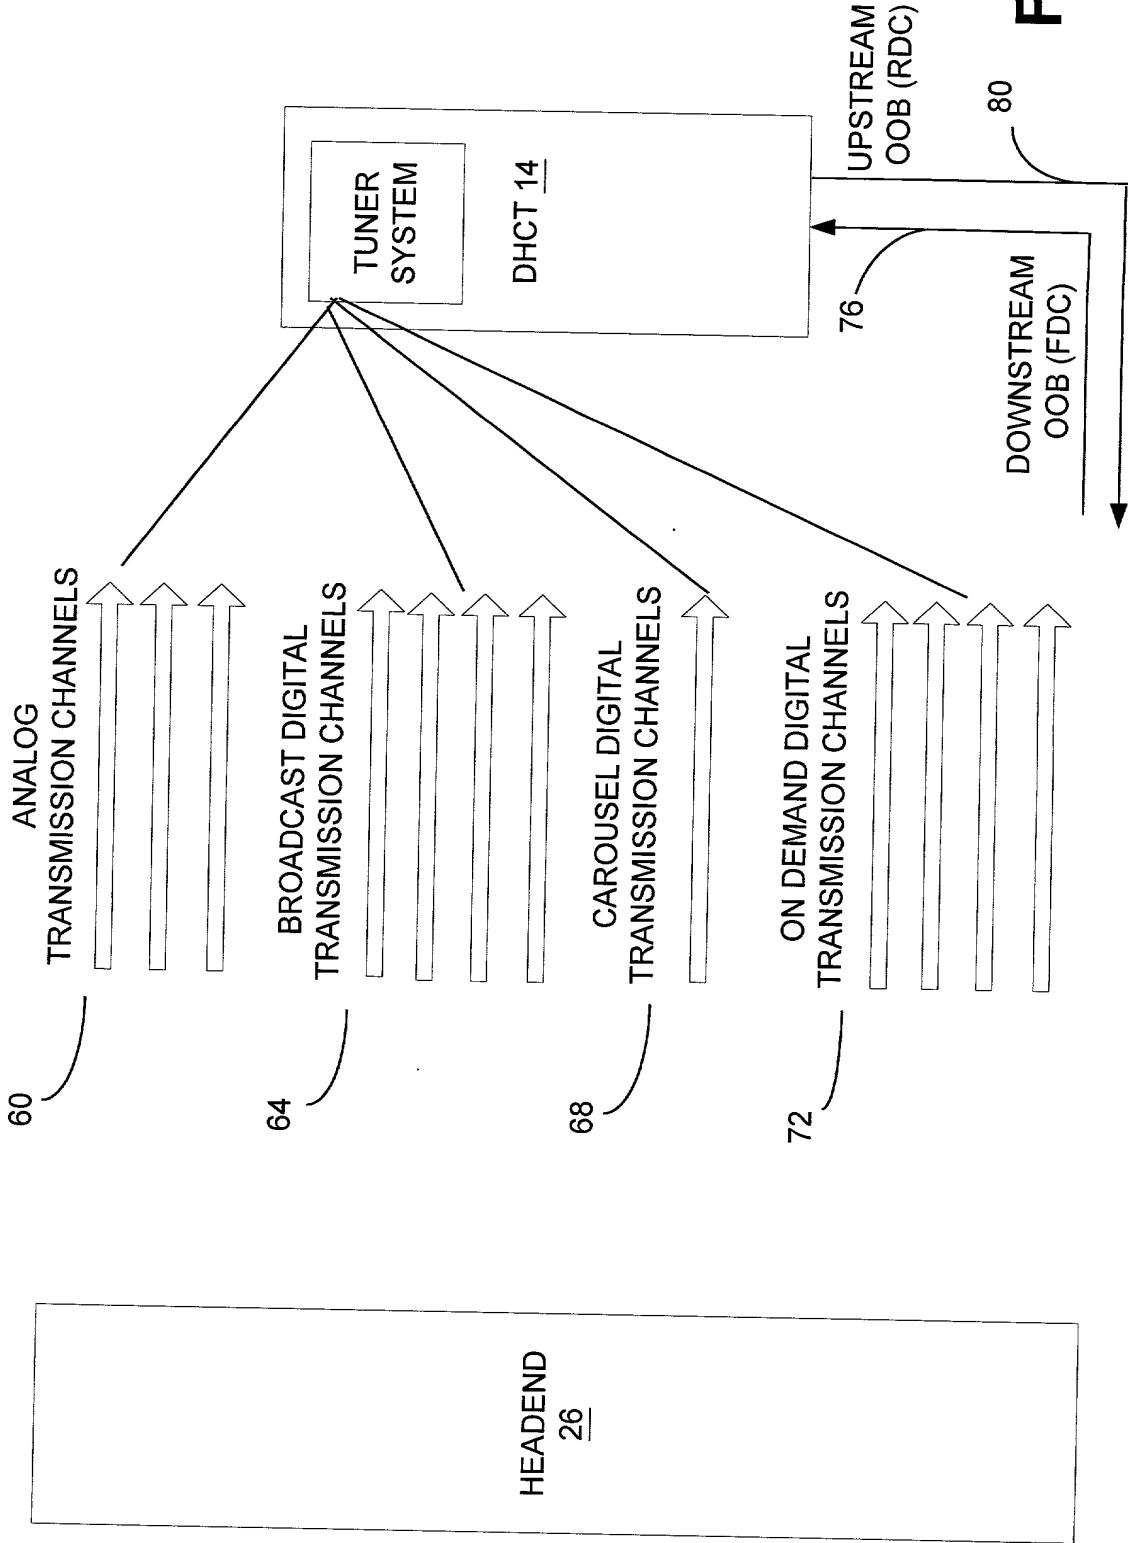 ANALOG
TRANSMISSION CHANNELS
60
BROADCAST DIGITAL
TRANSMISSION CHANNELS
64
CAROUSEL DIGITAL
TRANSMISSION CHANNELS
68
ON DEMAND DIGITAL
TRANSMISSION CHANNELS
72
HEADEND
26
TUNER
SYSTEM
DHCT 14
76
DOWNSTREAM
OOB (FDC)
UPSTREAM
OOB (RDC)
80
F